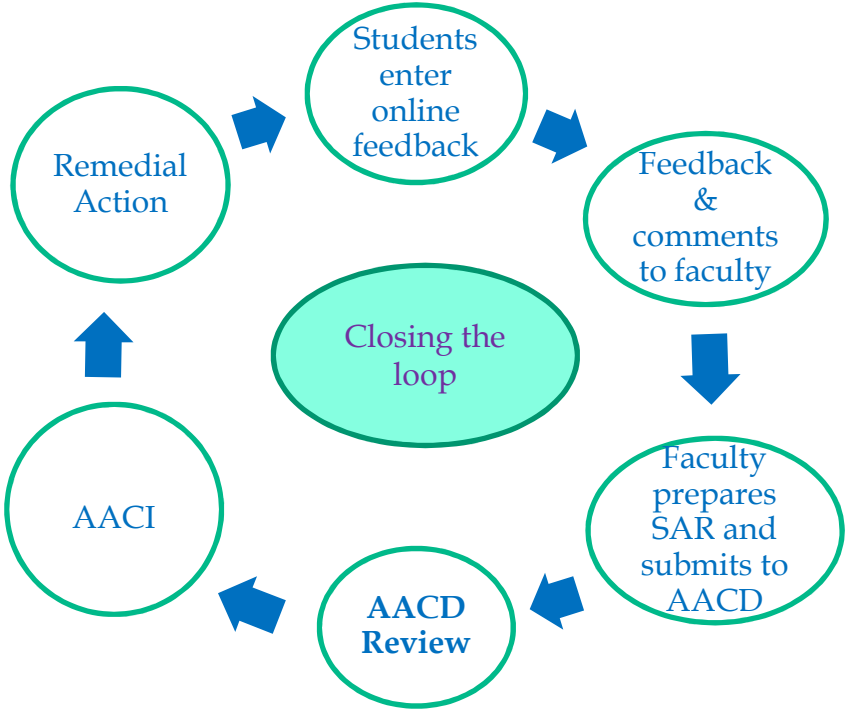 Students
enter
online
feedback
Feedback
&
comments
to faculty
Faculty
prepares
SAR and
submits to
AACD
AACD
Review
AACI
Remedial
Action
Closing the
loop